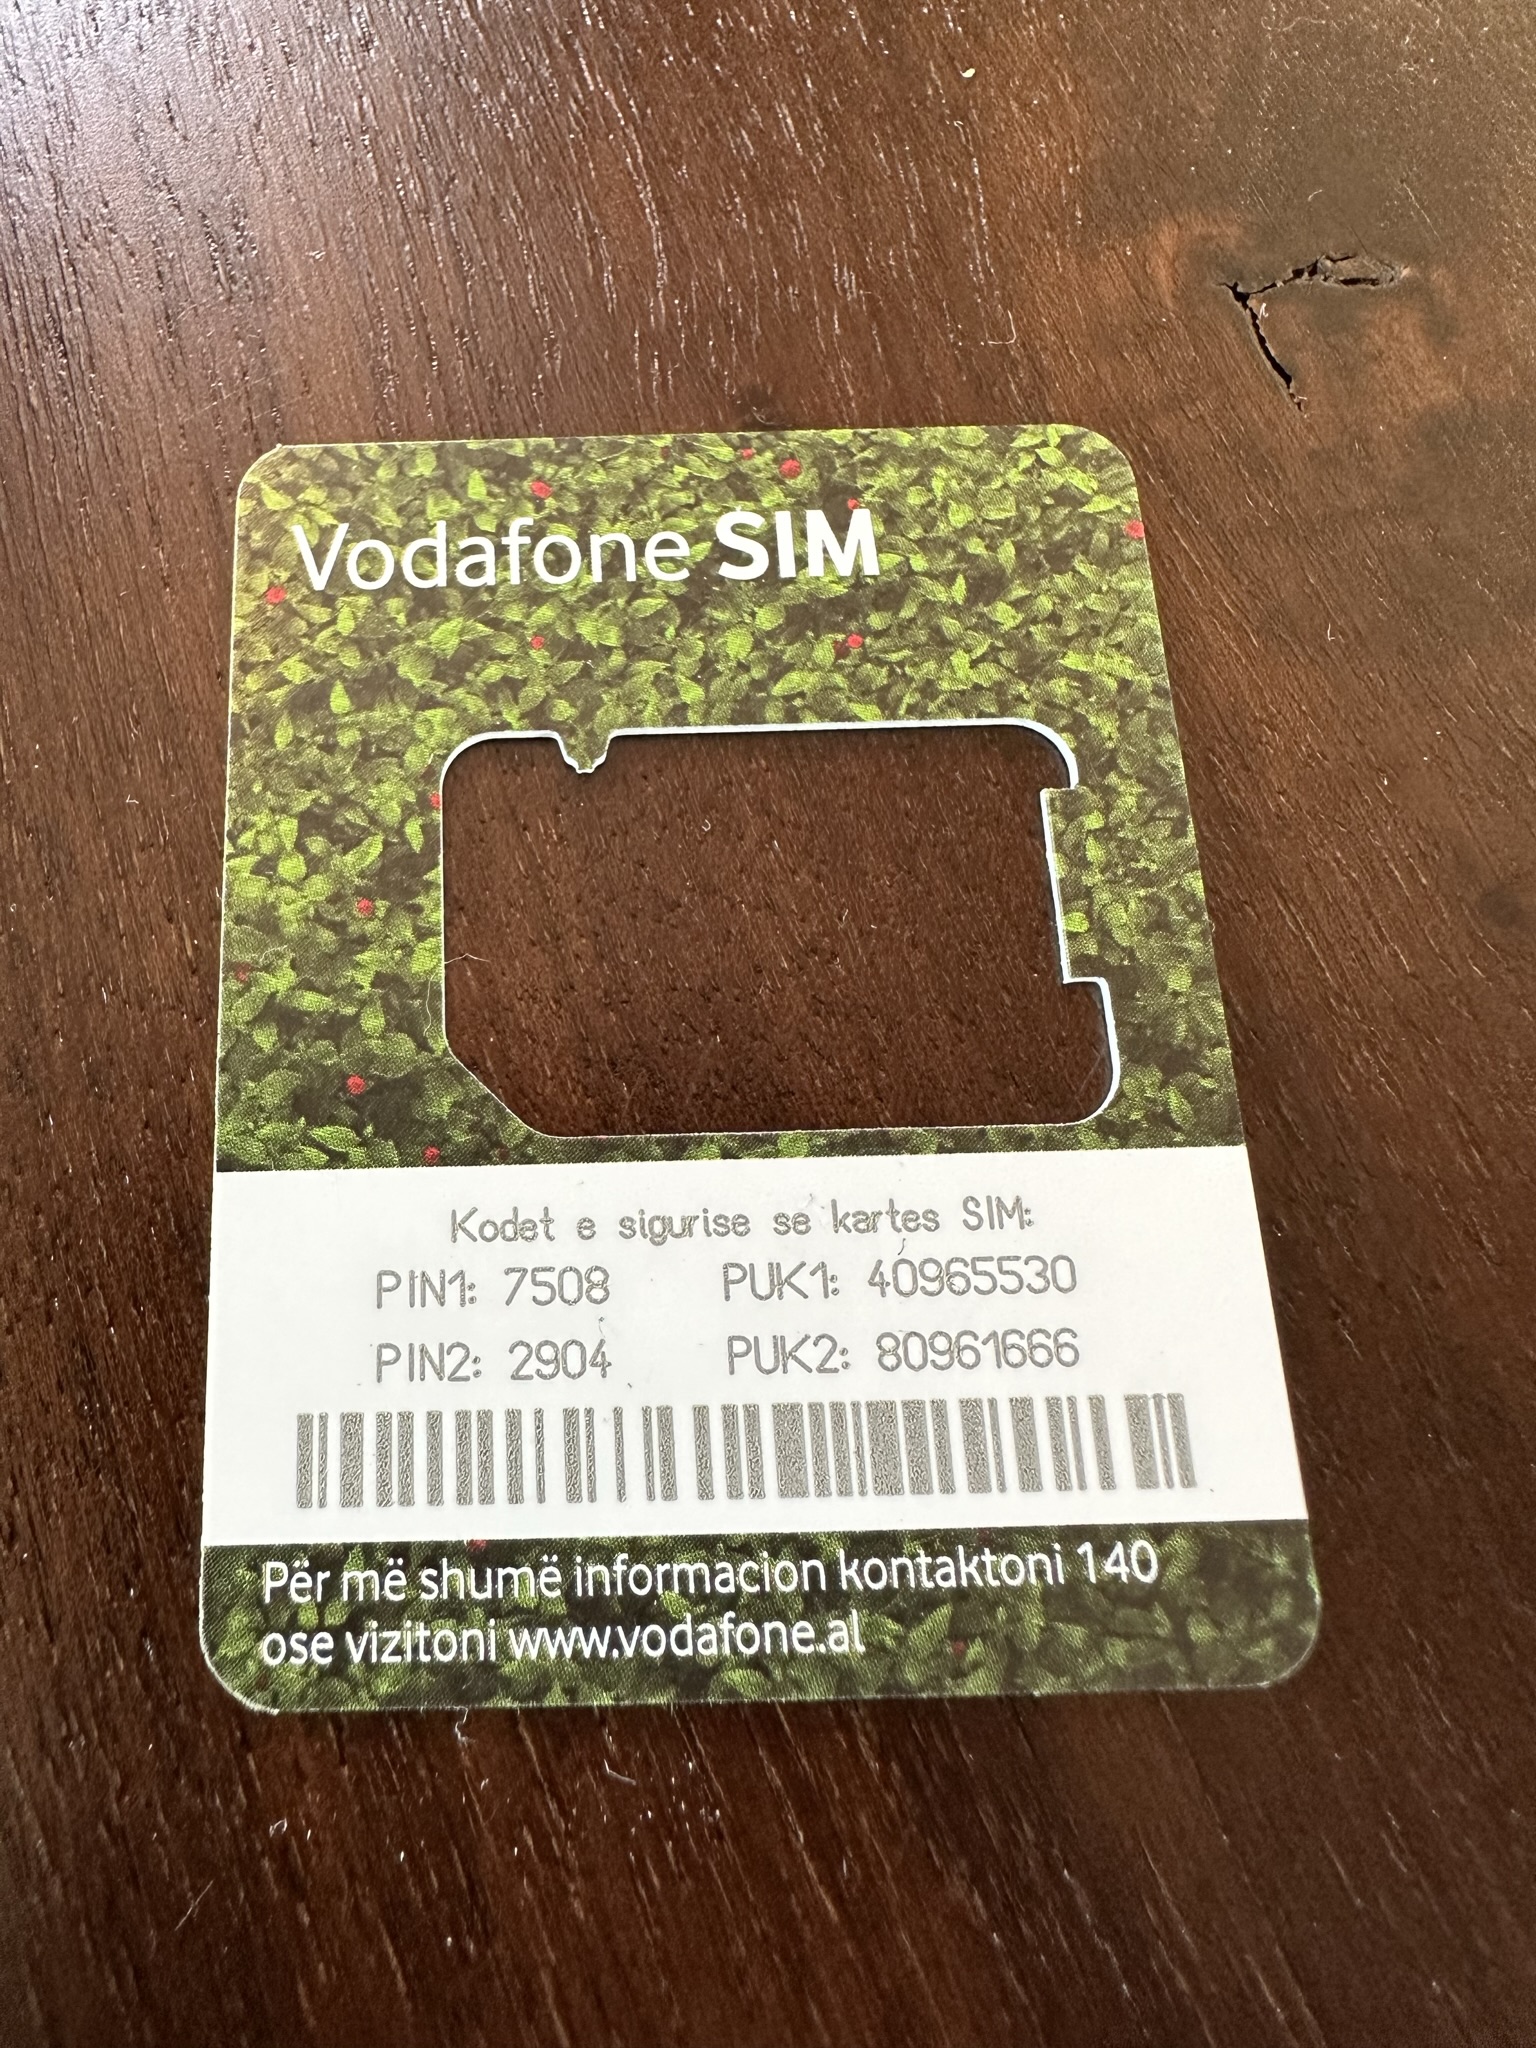 Vodafone SIM
Kodet e sigurise se kartes SIM:
PIN1: 7508 PUK1: 40965530
PIN2: 2904 PUK2: 80961666
Për më shumë informacion kontaktoni 140
ose vizitoni www.vodafone.al